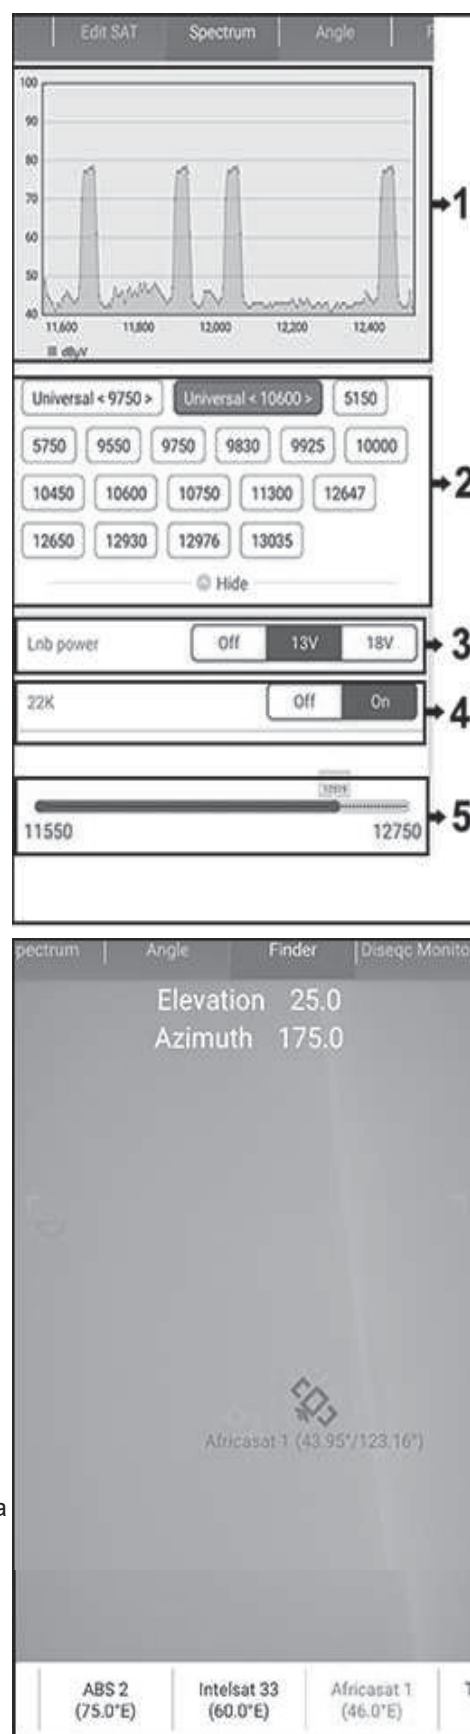 Edit SAT Spectrum Angle
100
90
80
70
60
50
40
11,600 11,800 12,000 12,200 12,400
dBμV
1
Universal < 9750 > Universal < 10600 > 5150
5750 9550 9750 9830 9925 10000
10450 10600 10750 11300 12647
12650 12930 12976 13035
Hide
2
Lnb power Off 13V 18V
3
22K Off On
4
11550 12750
5
pectrum Angle Finder Diseqc Monito
Elevation 25.0
Azimuth 175.0
Africasat 1 (43.95°/123.16°)
a
ABS 2 Intelsat 33 Africasat 1 T
(75.0°E) (60.0°E) (46.0°E)